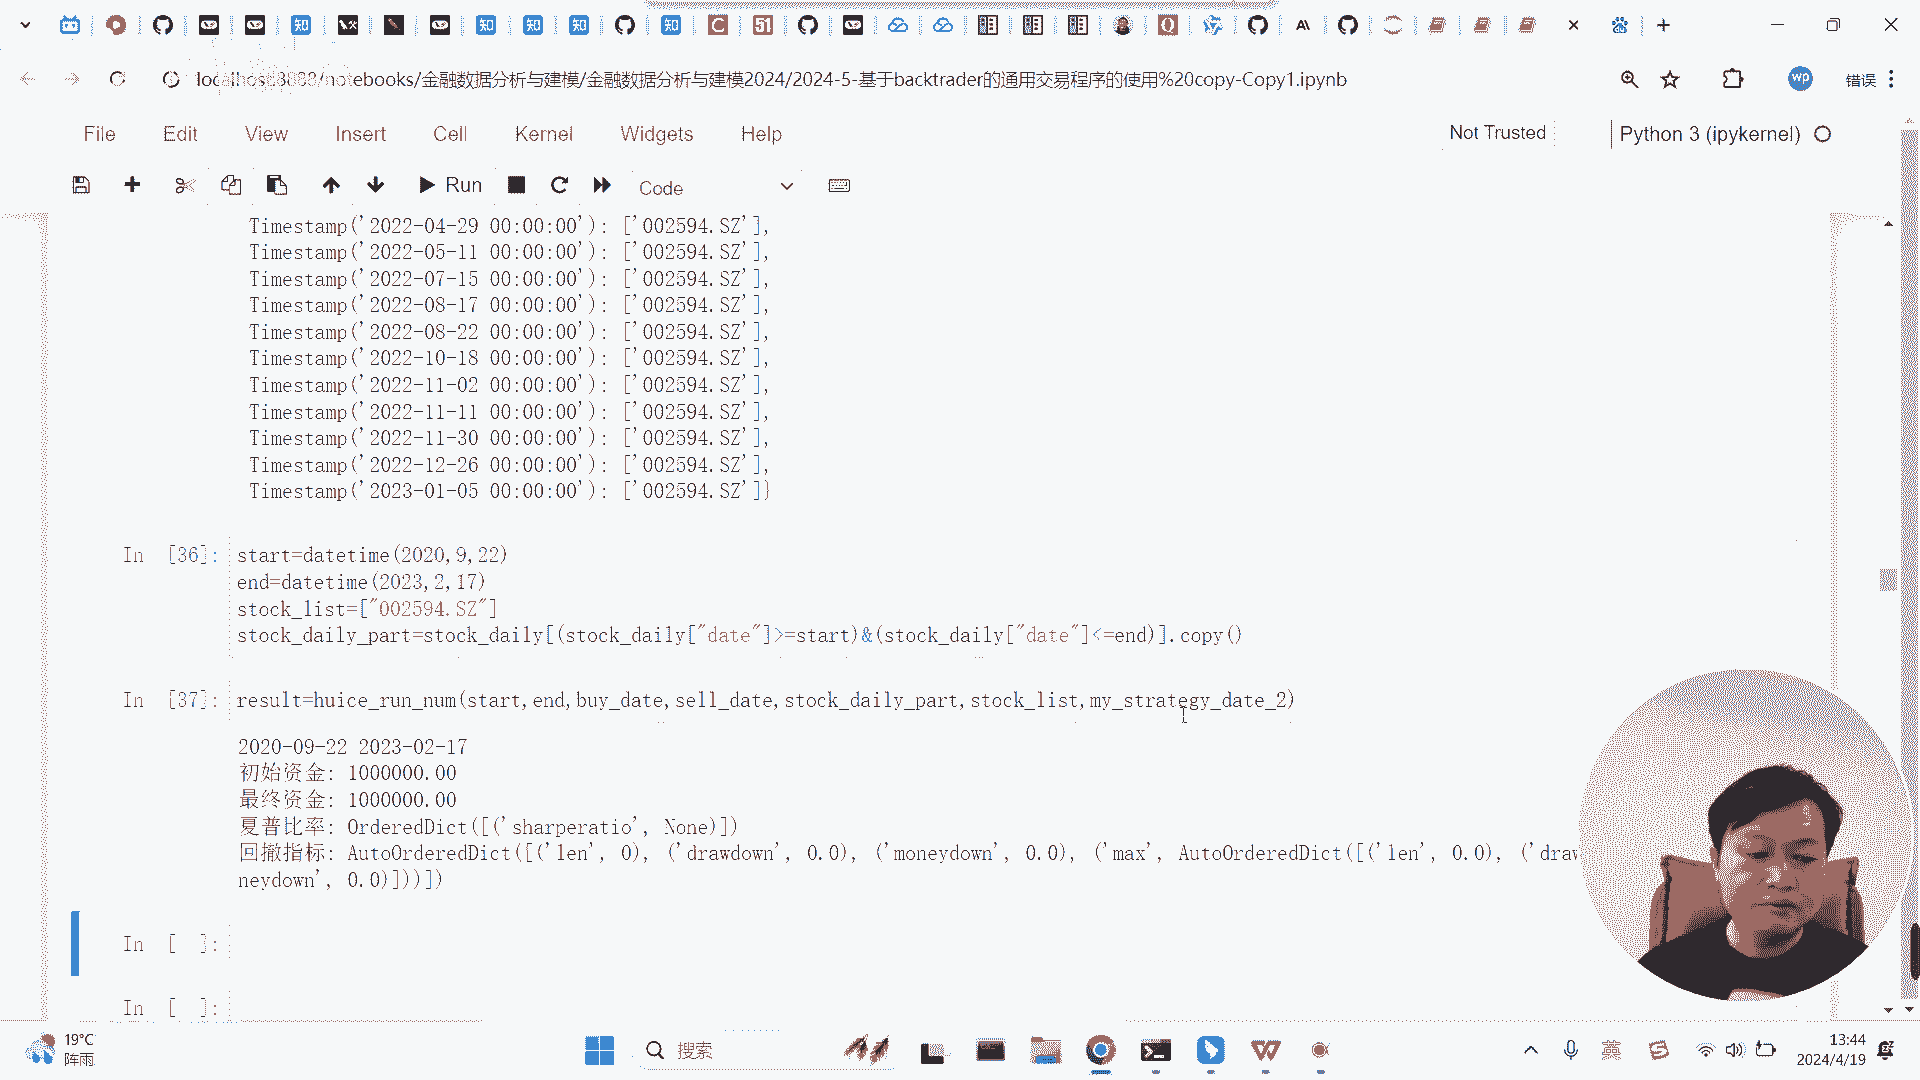 localhost:8888/notebooks/金融数据分析与建模/金融数据分析与建模2024/2024-5-基于backtrader的通用交易程序的使用%20copy-Copy1.ipynb
wp
错误
File Edit View Insert Cell Kernel Widgets Help
Not Trusted
Python 3 (ipykernel)
Run
Code
Timestamp('2022-04-29 00:00:00'): ['002594.SZ'],
Timestamp('2022-05-11 00:00:00'): ['002594.SZ'],
Timestamp('2022-07-15 00:00:00'): ['002594.SZ'],
Timestamp('2022-08-17 00:00:00'): ['002594.SZ'],
Timestamp('2022-08-22 00:00:00'): ['002594.SZ'],
Timestamp('2022-10-18 00:00:00'): ['002594.SZ'],
Timestamp('2022-11-02 00:00:00'): ['002594.SZ'],
Timestamp('2022-11-11 00:00:00'): ['002594.SZ'],
Timestamp('2022-11-30 00:00:00'): ['002594.SZ'],
Timestamp('2022-12-26 00:00:00'): ['002594.SZ'],
Timestamp('2023-01-05 00:00:00'): ['002594.SZ']}
In [36]: start=datetime(2020,9,22)
end=datetime(2023,2,17)
stock_list=["002594.SZ"]
stock_daily_part=stock_daily[(stock_daily["date"]>=start)&(stock_daily["date"]<=end)].copy()
In [37]: result=huice_run_num(start,end,buy_date,sell_date,stock_daily_part,stock_list,my_strategy_date_2)
2020-09-22 2023-02-17
初始资金: 1000000.00
最终资金: 1000000.00
夏普比率: OrderedDict([('sharperatio', None)])
回撤指标: AutoOrderedDict([('len', 0), ('drawdown', 0.0), ('moneydown', 0.0), ('max', AutoOrderedDict([('len', 0.0), ('draw
neydown', 0.0)]))])
In [ ]:
In [ ]:
19°C
阵雨
搜索
英
13:44
2024/4/19